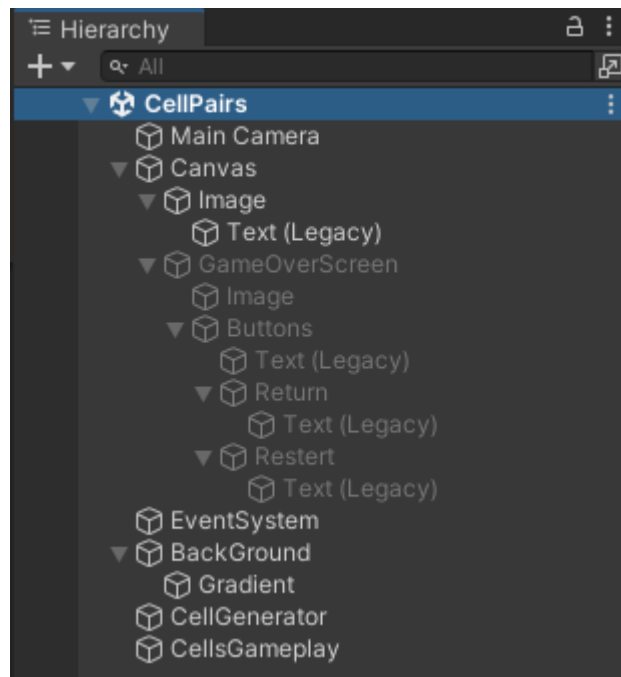 Hierarchy
All
CellPairs
Main Camera
Canvas
Image
Text (Legacy)
GameOverScreen
Image
Buttons
Text (Legacy)
Return
Text (Legacy)
Restert
Text (Legacy)
EventSystem
BackGround
Gradient
CellGenerator
CellsGameplay